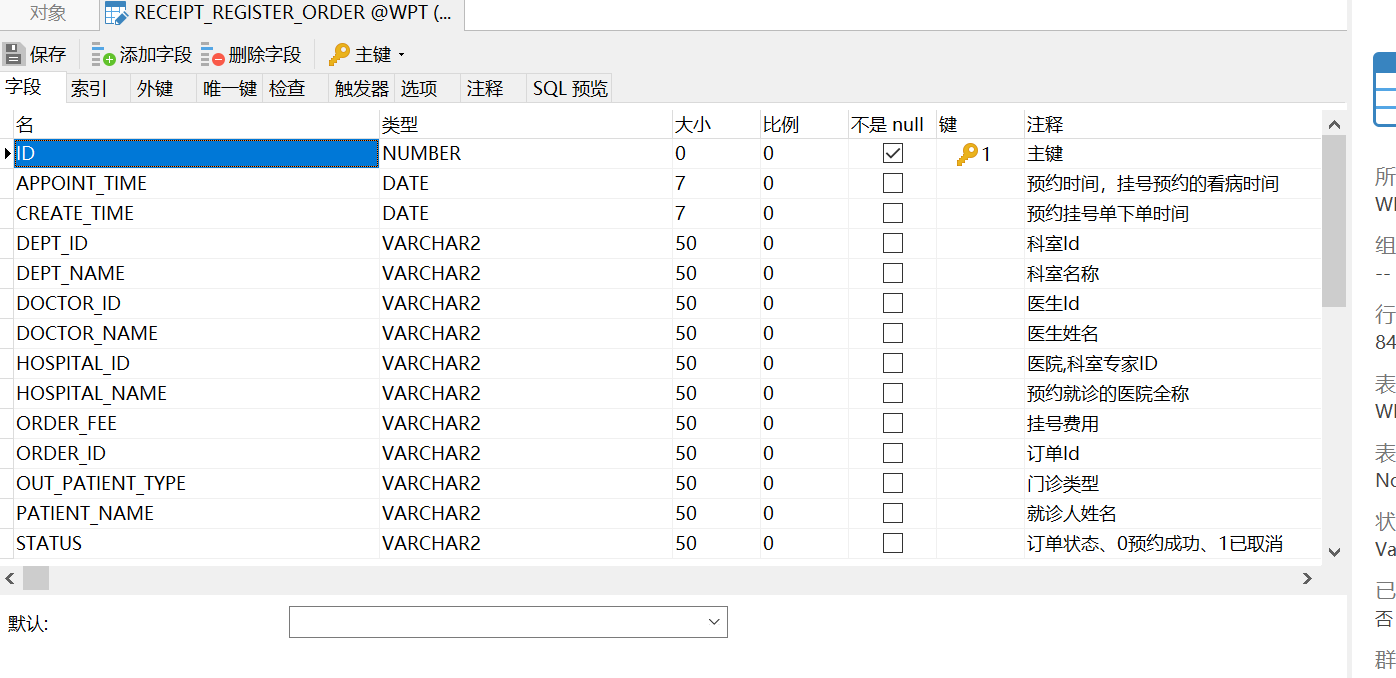 对象 RECEIPT_REGISTER_ORDER @WPT (...
保存 添加字段 删除字段 主键
字段 索引 外键 唯一键 检查 触发器 选项 注释 SQL 预览
名 类型 大小 比例 不是 null 键 注释
ID NUMBER 0 0 1 主键
APPOINT_TIME DATE 7 0 预约时间，挂号预约的看病时间
CREATE_TIME DATE 7 0 预约挂号单下单时间
DEPT_ID VARCHAR2 50 0 科室Id
DEPT_NAME VARCHAR2 50 0 科室名称
DOCTOR_ID VARCHAR2 50 0 医生Id
DOCTOR_NAME VARCHAR2 50 0 医生姓名
HOSPITAL_ID VARCHAR2 50 0 医院,科室专家ID
HOSPITAL_NAME VARCHAR2 50 0 预约就诊的医院全称
ORDER_FEE VARCHAR2 50 0 挂号费用
ORDER_ID VARCHAR2 50 0 订单Id
OUT_PATIENT_TYPE VARCHAR2 50 0 门诊类型
PATIENT_NAME VARCHAR2 50 0 就诊人姓名
STATUS VARCHAR2 50 0 订单状态、0预约成功、1已取消
默认:
所
组
--
行
84
表
表
No
状
Va
已
否
群